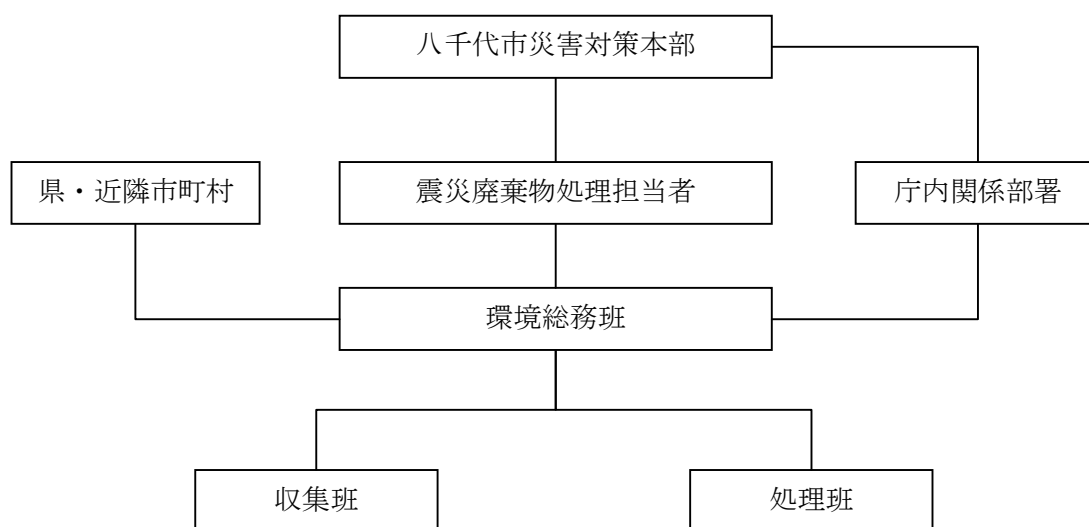 八千代市災害対策本部
県・近隣市町村
震災廃棄物処理担当者
庁内関係部署
環境総務班
収集班
処理班